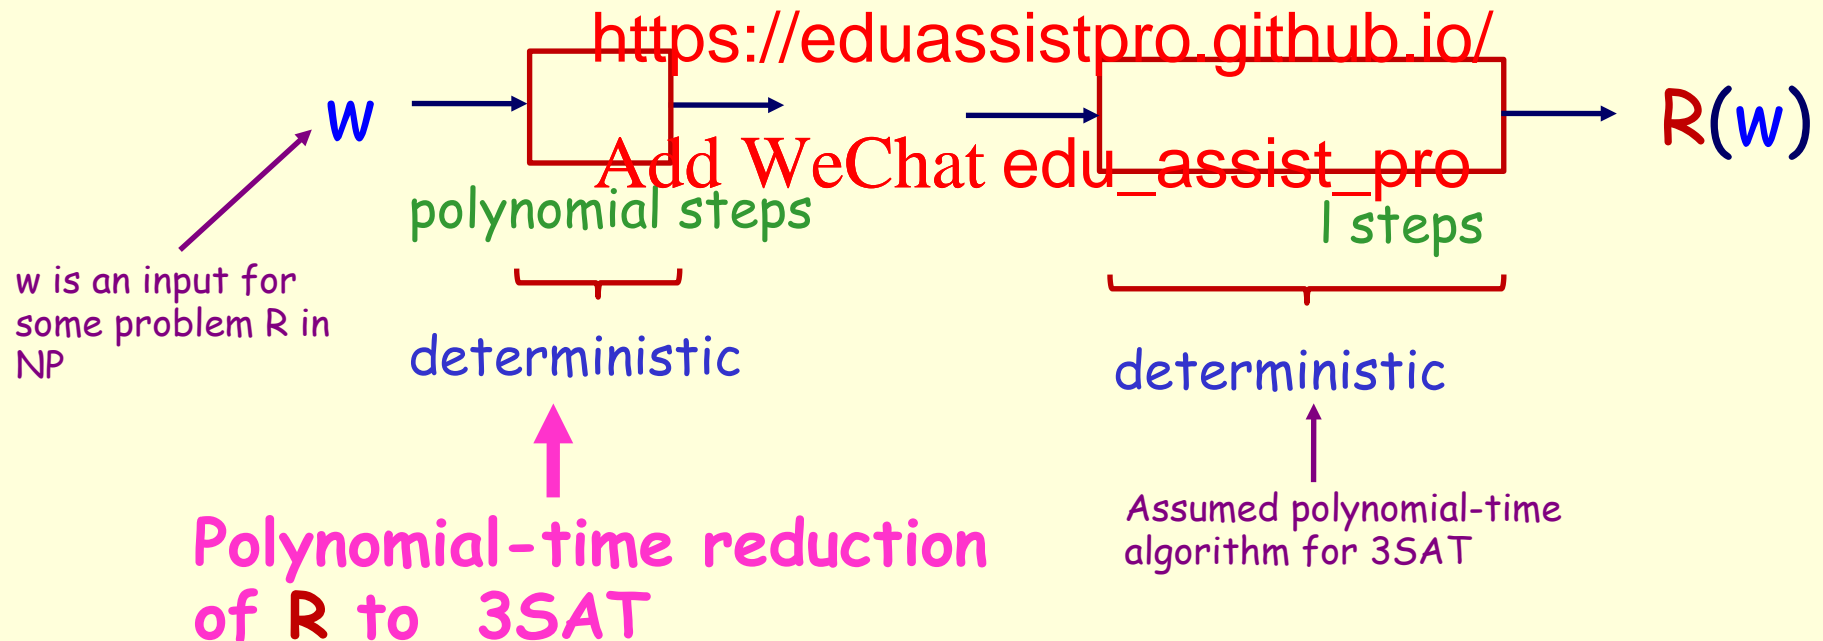 https://eduassistpro.github.io/
w
R(w)
Add WeChat edu_assist_pro
polynomial steps
l steps
w is an input for
some problem R in
NP
deterministic
deterministic
Assumed polynomial-time
algorithm for 3SAT
Polynomial-time reduction
of R to 3SAT